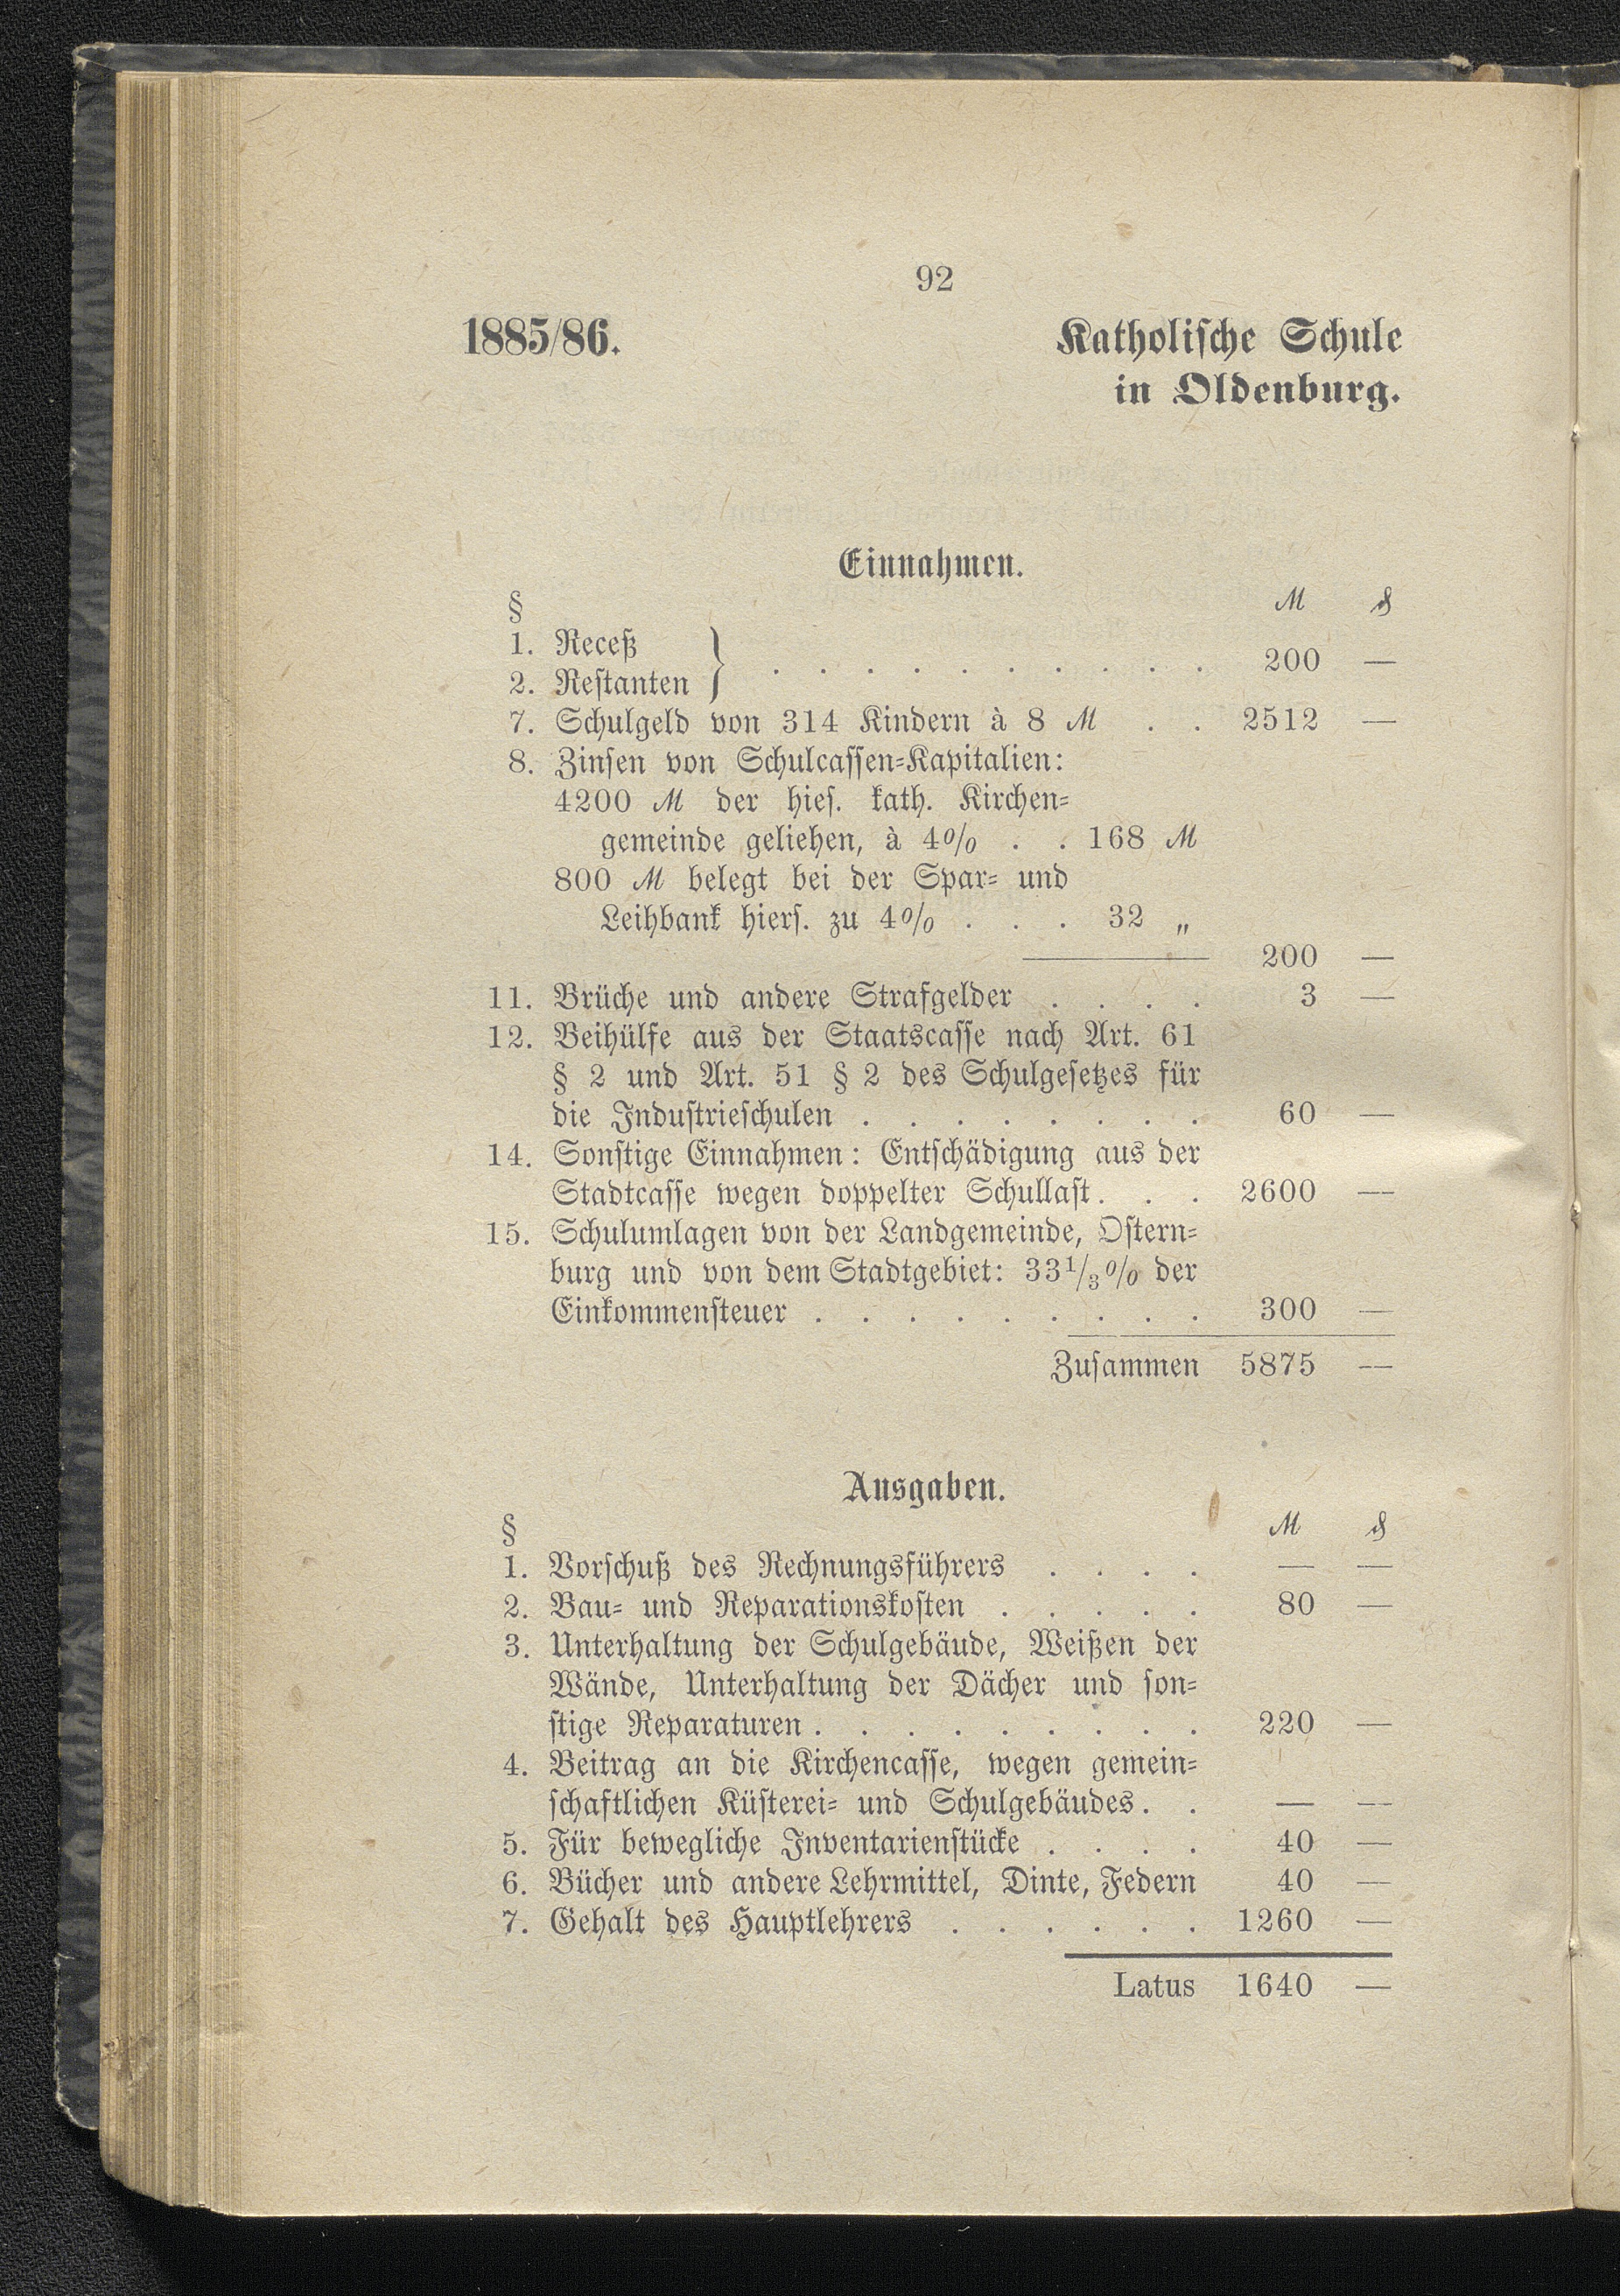 92
1885/86.
Katholische Schule
in Oldenburg.
Einnahmen.
§ ℳ ₰
1. Receß
2. Restanten } . . . . . . . . . . 200 —
7. Schulgeld von 314 Kindern à 8 ℳ . . 2512 —
8. Zinsen von Schulcassen-Kapitalien:
4200 ℳ der hies. kath. Kirchen-
gemeinde geliehen, à 4% . . 168 ℳ
800 ℳ belegt bei der Spar- und
Leihbank hiers. zu 4% . . . 32 „
200 —
11. Brüche und andere Strafgelder . . . . 3 —
12. Beihülfe aus der Staatscasse nach Art. 61
§ 2 und Art. 51 § 2 des Schulgesetzes für
die Industrieschulen . . . . . . . . 60 —
14. Sonstige Einnahmen: Entschädigung aus der
Stadtcasse wegen doppelter Schullast. . . 2600 —
15. Schulumlagen von der Landgemeinde, Ostern-
burg und von dem Stadtgebiet: 33 1/3 % der
Einkommensteuer . . . . . . . . . 300 —
Zusammen 5875 —
Ausgaben.
§ ℳ ₰
1. Vorschuß des Rechnungsführers . . . . — —
2. Bau- und Reparationskosten . . . . . 80 —
3. Unterhaltung der Schulgebäude, Weißen der
Wände, Unterhaltung der Dächer und son-
stige Reparaturen . . . . . . . . . 220 —
4. Beitrag an die Kirchencasse, wegen gemein-
schaftlichen Küsterei- und Schulgebäudes. . — —
5. Für bewegliche Inventarienstücke . . . . 40 —
6. Bücher und andere Lehrmittel, Dinte, Federn 40 —
7. Gehalt des Hauptlehrers . . . . . . 1260 —
Latus 1640 —